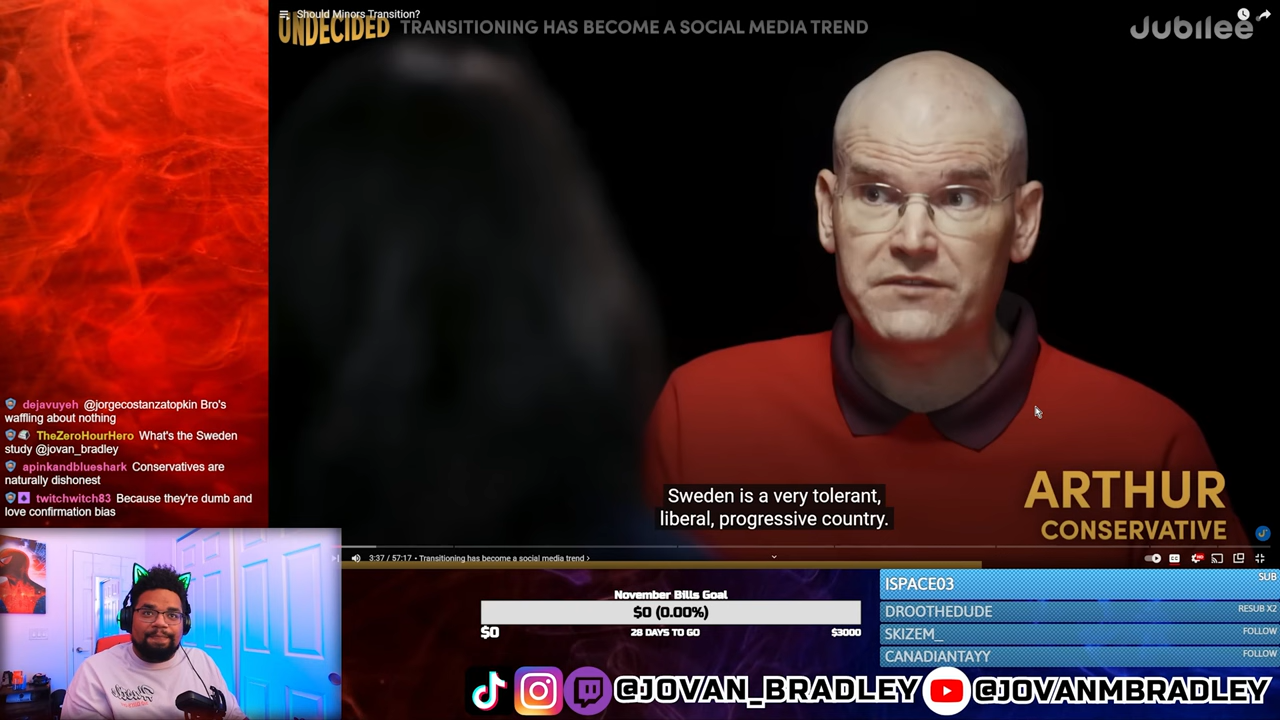 Should Minors Transition?
UNDECIDED
TRANSITIONING HAS BECOME A SOCIAL MEDIA TREND
Jubilee
dejavuyeh @jorgecostanzatopkin Bro's
waffling about nothing
TheZeroHourHero What's the Sweden
study @jovan_bradley
apinkandblueshark Conservatives are
naturally dishonest
twitchwitch83 Because they're dumb and
love confirmation bias
Sweden is a very tolerant,
liberal, progressive country.
ARTHUR
CONSERVATIVE
3:37 / 57:17 • Transitioning has become a social media trend ›
November Bills Goal
$0 (0.00%)
$0
28 DAYS TO GO
$3000
ISPACE03 SUB
DROOTHEDUDE RESUB X2
SKIZEM_ FOLLOW
CANADIANTAYY FOLLOW
@JOVAN_BRADLEY
@JOVANMBRADLEY